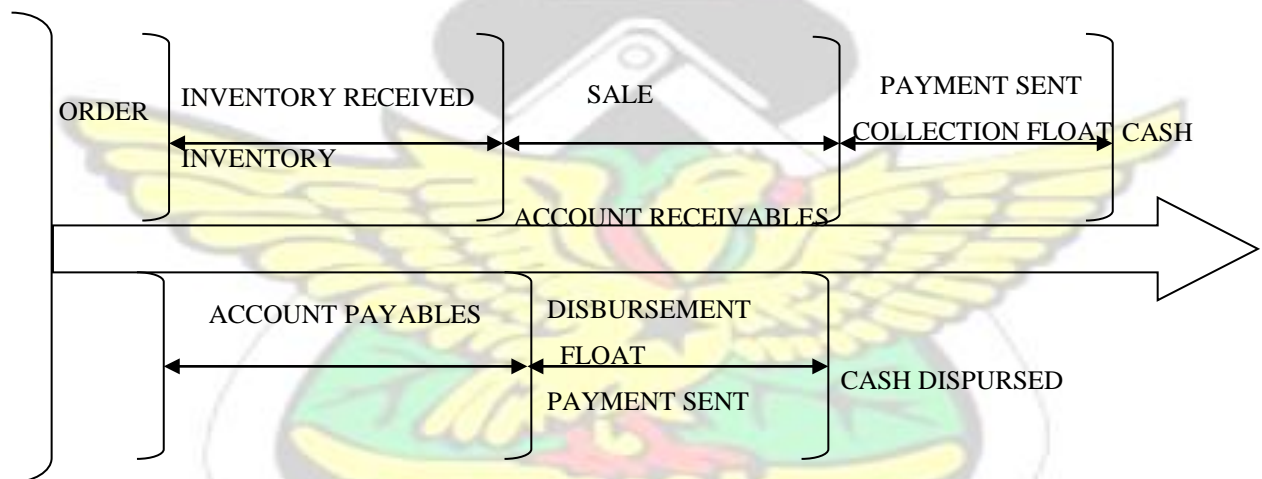 ORDER
INVENTORY RECEIVED
INVENTORY
SALE
ACCOUNT RECEIVABLES
PAYMENT SENT
COLLECTION FLOAT
CASH
ACCOUNT PAYABLES
DISBURSEMENT
FLOAT
PAYMENT SENT
CASH DISPURSED